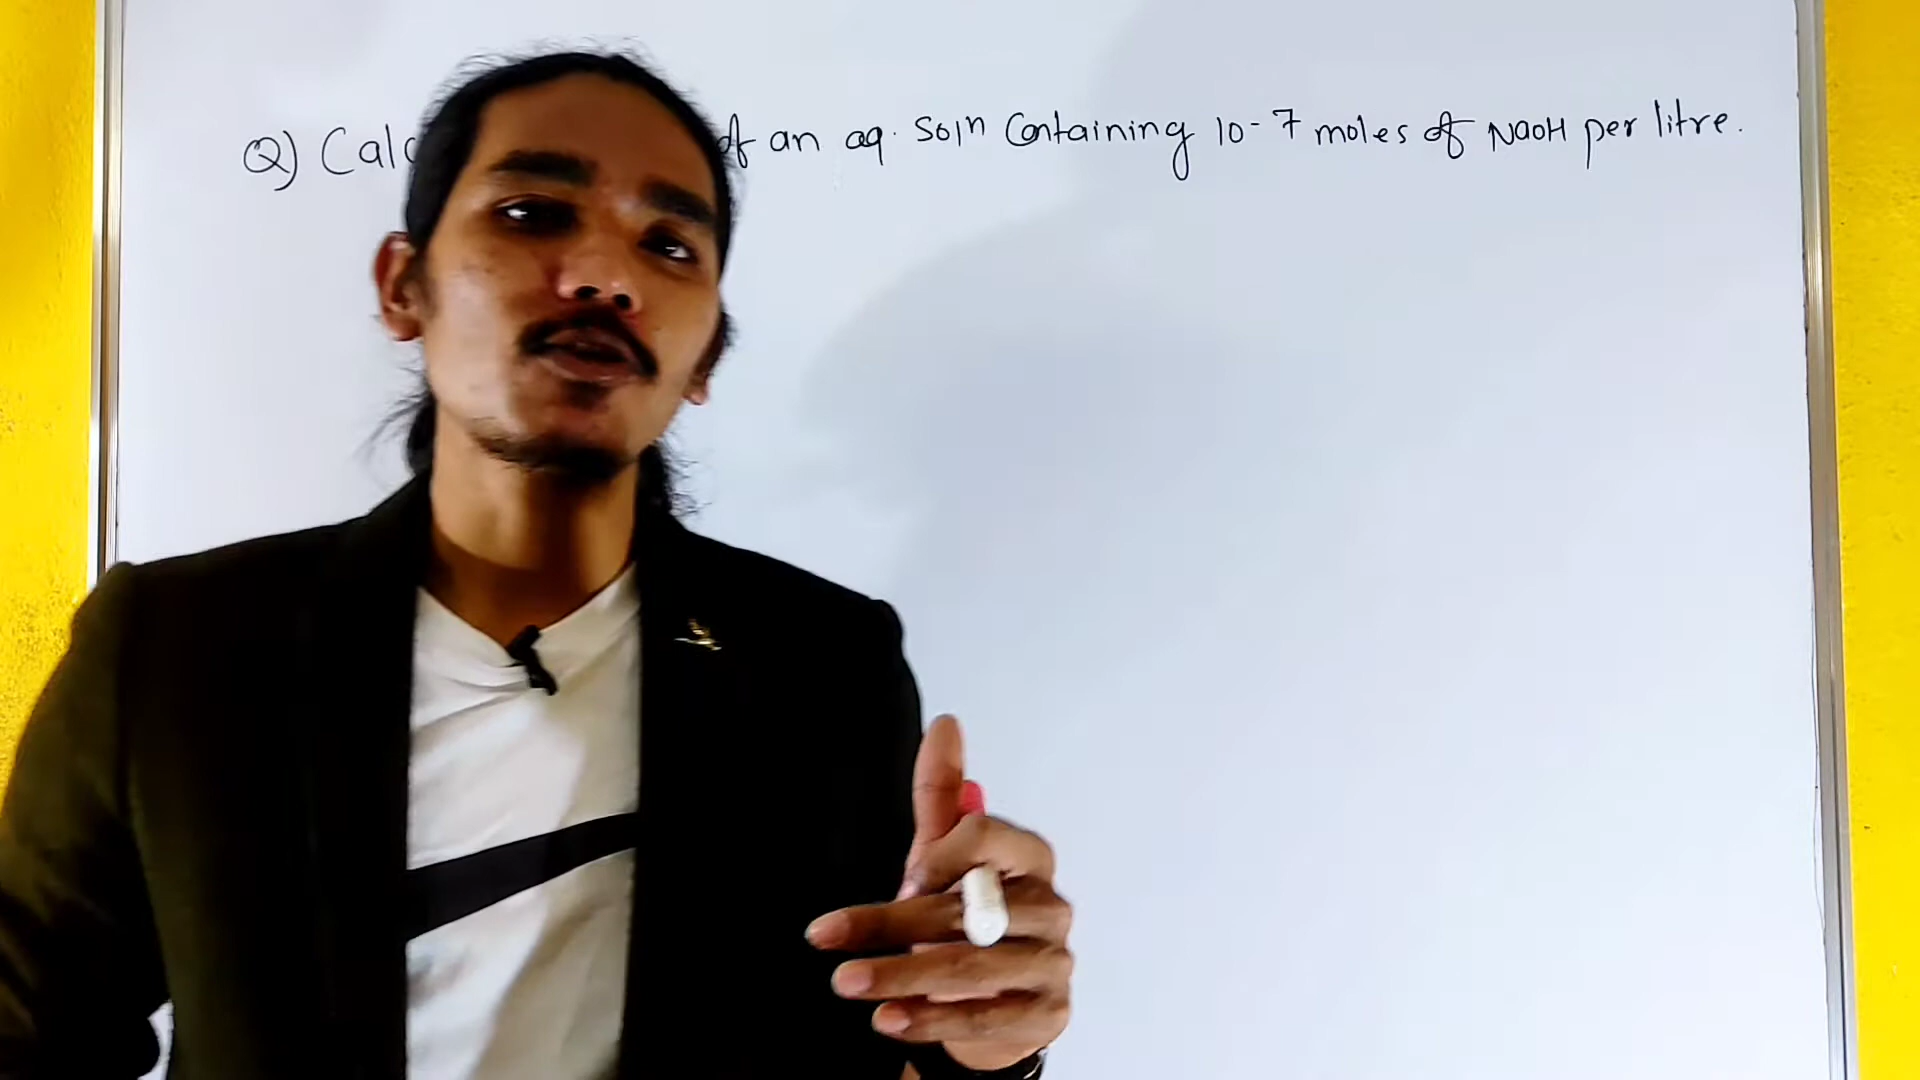 Q) Calc of an aq. Soln Containing 10-7 moles of NaOH per litre.